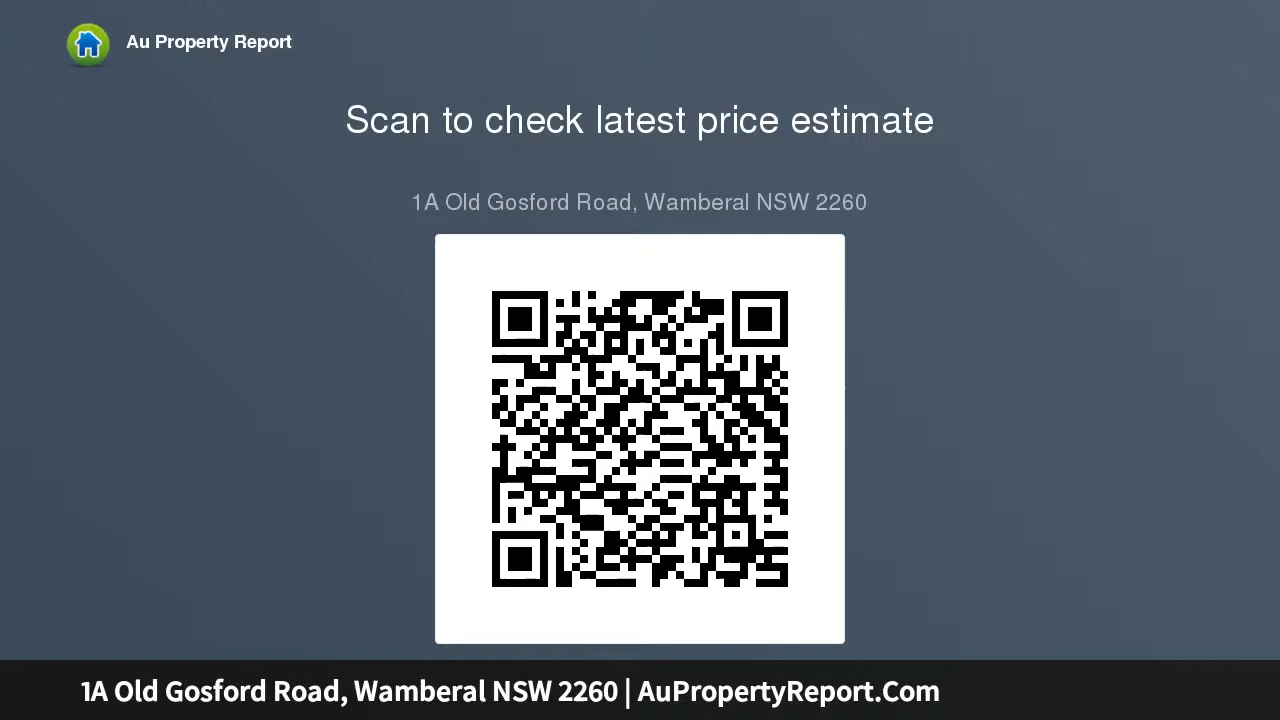 Au Property Report
Scan to check latest price estimate
1A Old Gosford Road, Wamberal NSW 2260
1A Old Gosford Road, Wamberal NSW 2260 | AuPropertyReport.Com